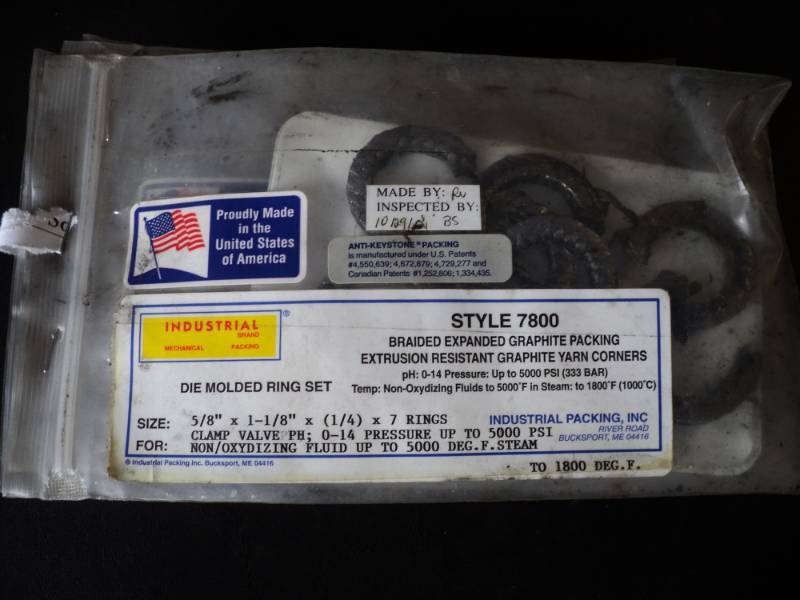 Proudly Made
in the
United States
of America
MADE BY:
INSPECTED BY:
BS
ANTI-KEYSTONE® PACKING
is manufactured under U.S. Patents
#4,550,639; 4,672,879; 4,729,277 and
Canadian Patents #1,252,806; 1,334,435.
INDUSTRIAL ®
BRAND
MECHANICAL PACKING
STYLE 7800
BRAIDED EXPANDED GRAPHITE PACKING
EXTRUSION RESISTANT GRAPHITE YARN CORNERS
pH: 0-14 Pressure: Up to 5000 PSI (333 BAR)
DIE MOLDED RING SET
Temp: Non-Oxydizing Fluids to 5000°F in Steam: to 1800°F (1000°C)
SIZE: 5/8" x 1-1/8" x (1/4) x 7 RINGS
INDUSTRIAL PACKING, INC
RIVER ROAD
BUCKSPORT, ME 04416
CLAMP VALVE PH; 0-14 PRESSURE UP TO 5000 PSI
FOR: NON/OXYDIZING FLUID UP TO 5000 DEG.F.STEAM
© Industrial Packing Inc. Bucksport, ME 04416
TO 1800 DEG.F.